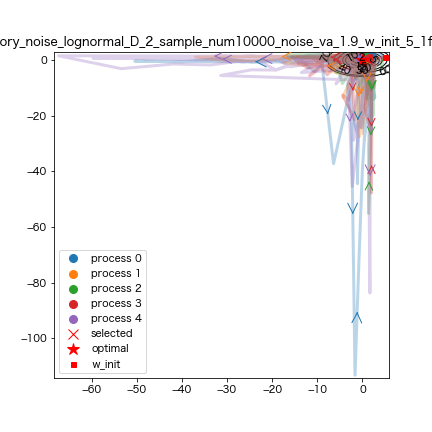 ory_noise_lognormal_D_2_sample_num10000_noise_va_1.9_w_init_5_1f
0
−20
−40
−60
−80
−100
process 0
process 1
process 2
process 3
process 4
selected
optimal
w_init
−60 −50 −40 −30 −20 −10 0